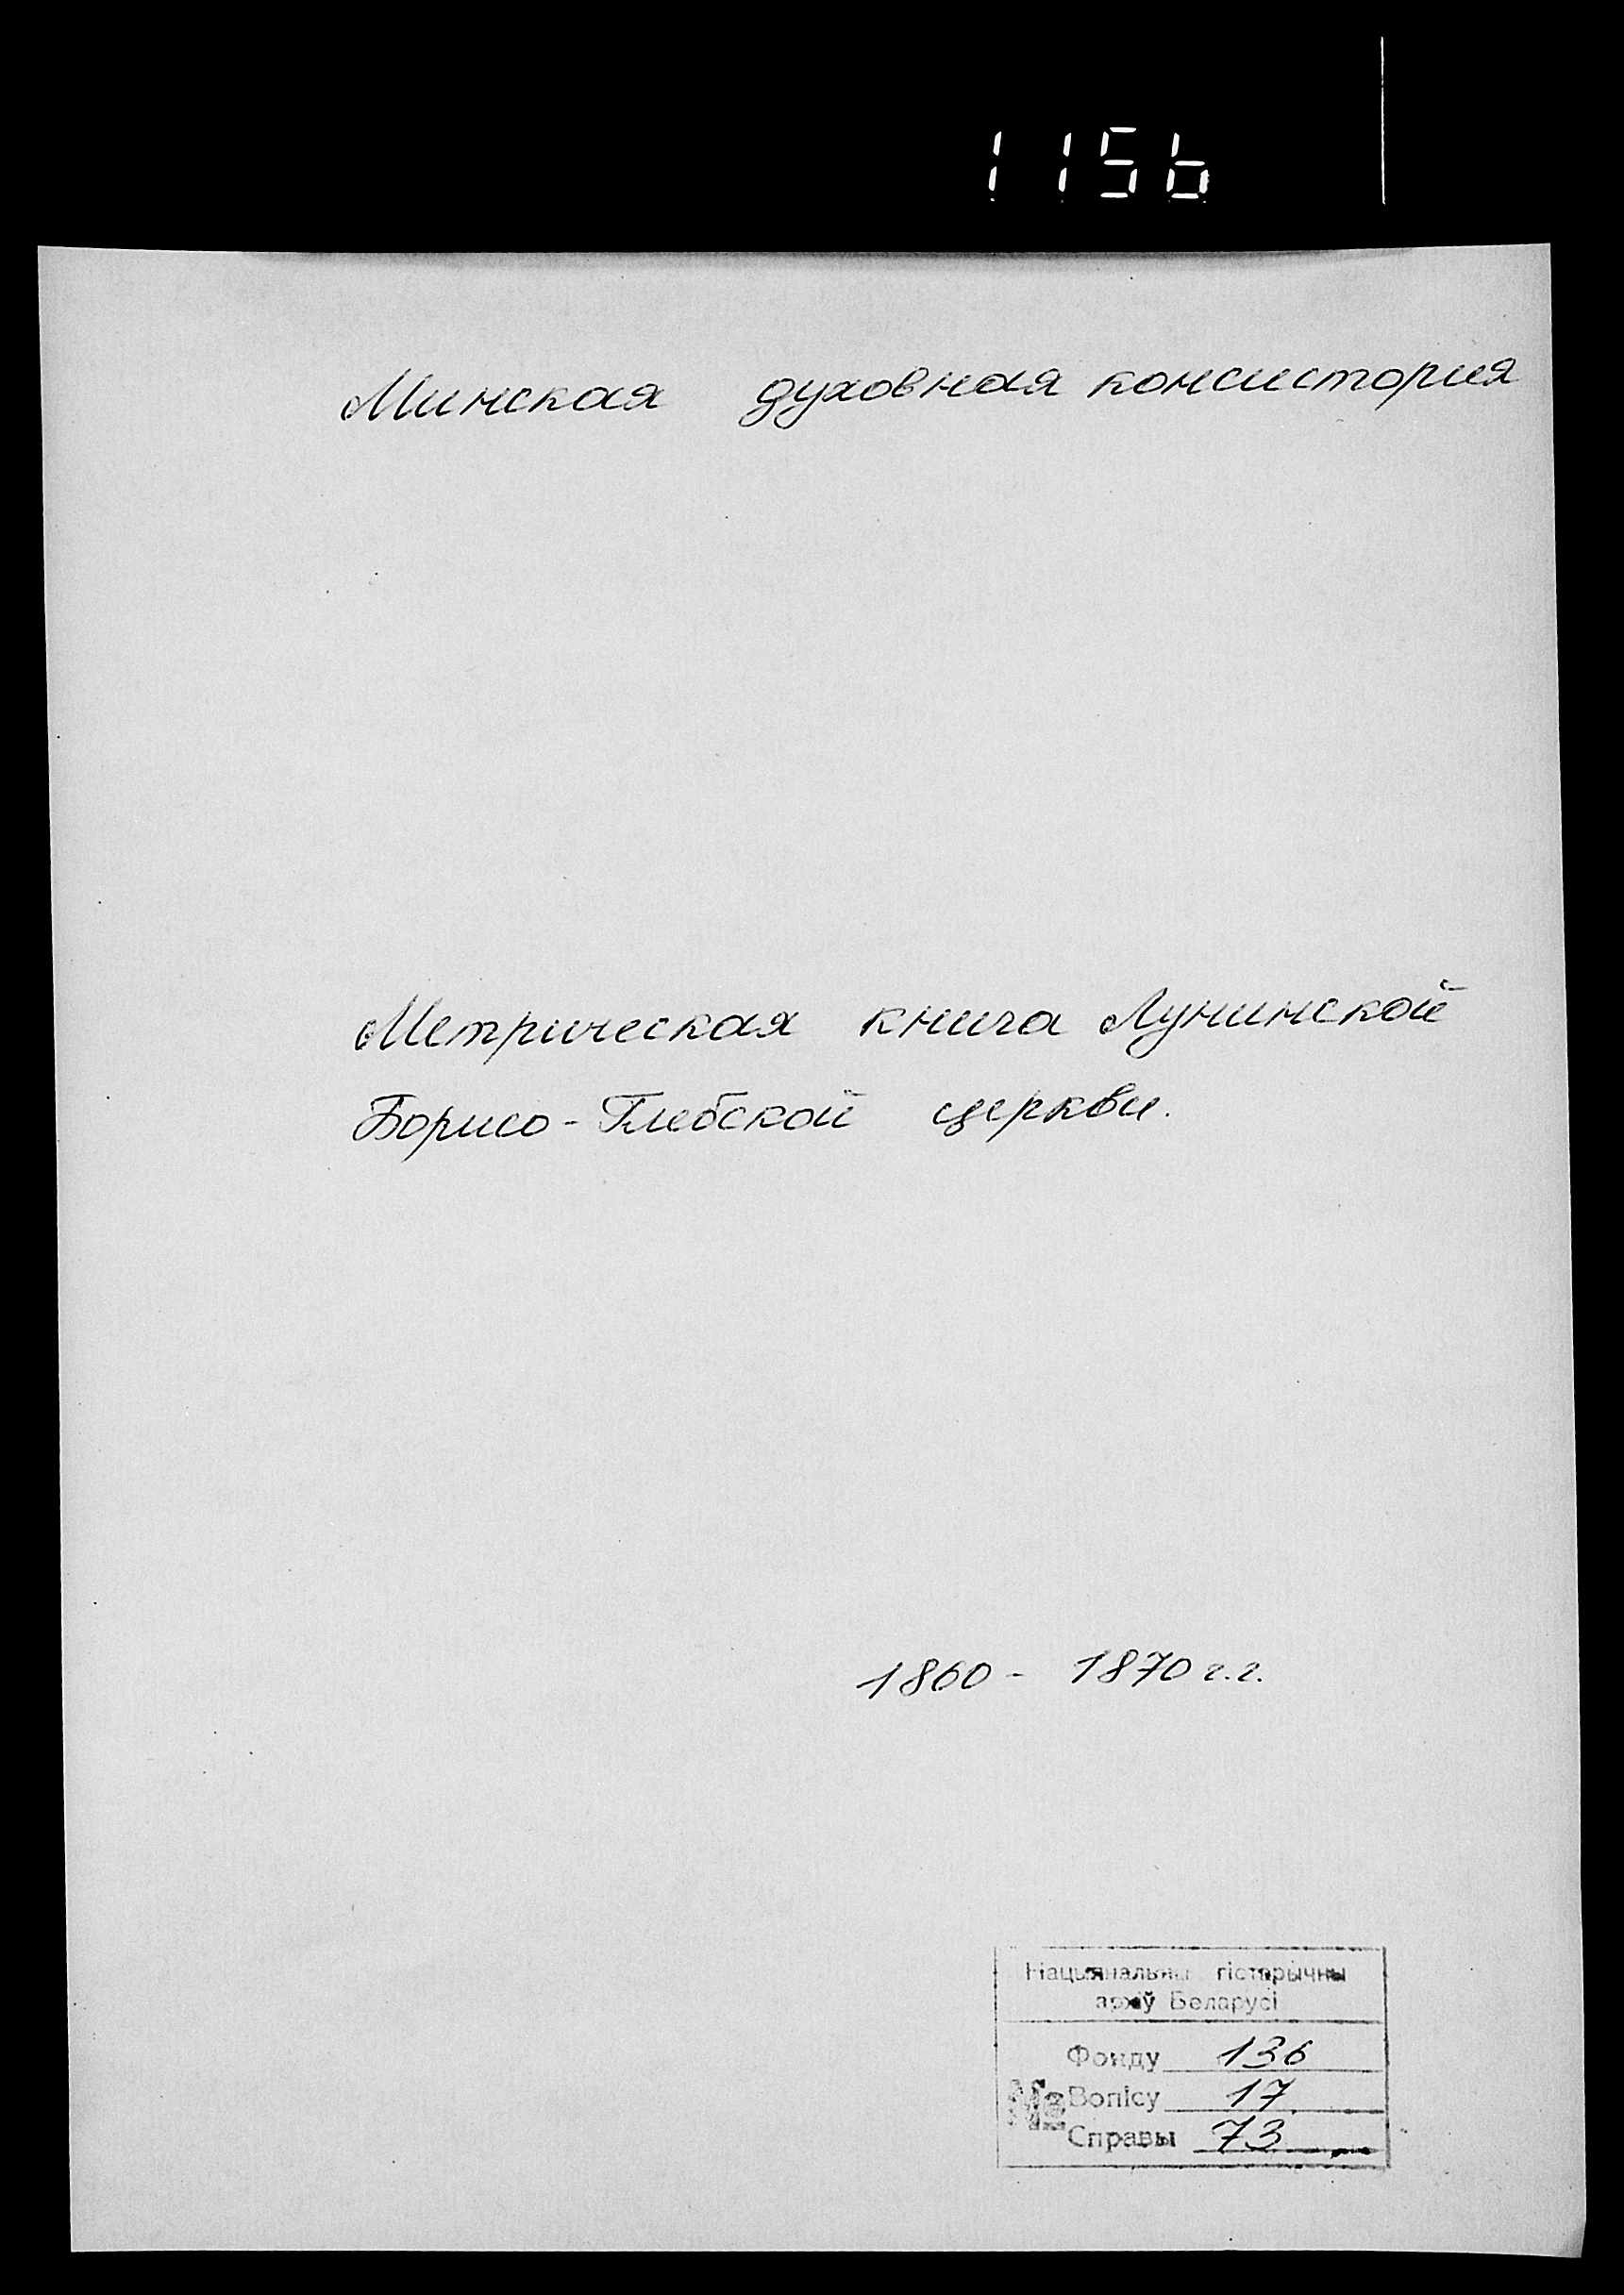 1156
Минская духовная консистория
Метрическая книга Лунинской
Борисо-Глебской церкви.
1860 - 1870 г.г.
Нацыянальны гістарычны
архіў Беларусі
Фонду 136
№ Вопісу 17
Справы 73